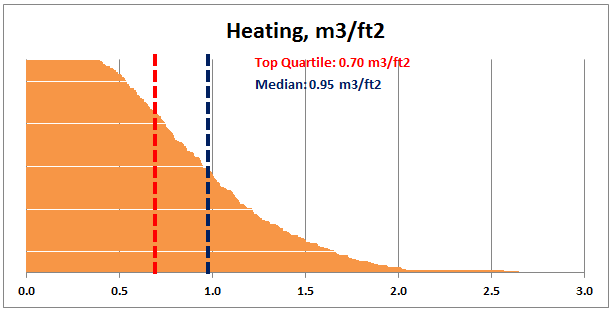 Heating, m3/ft2
Top Quartile: 0.70 m3/ft2
Median: 0.95 m3/ft2
0.0 0.5 1.0 1.5 2.0 2.5 3.0